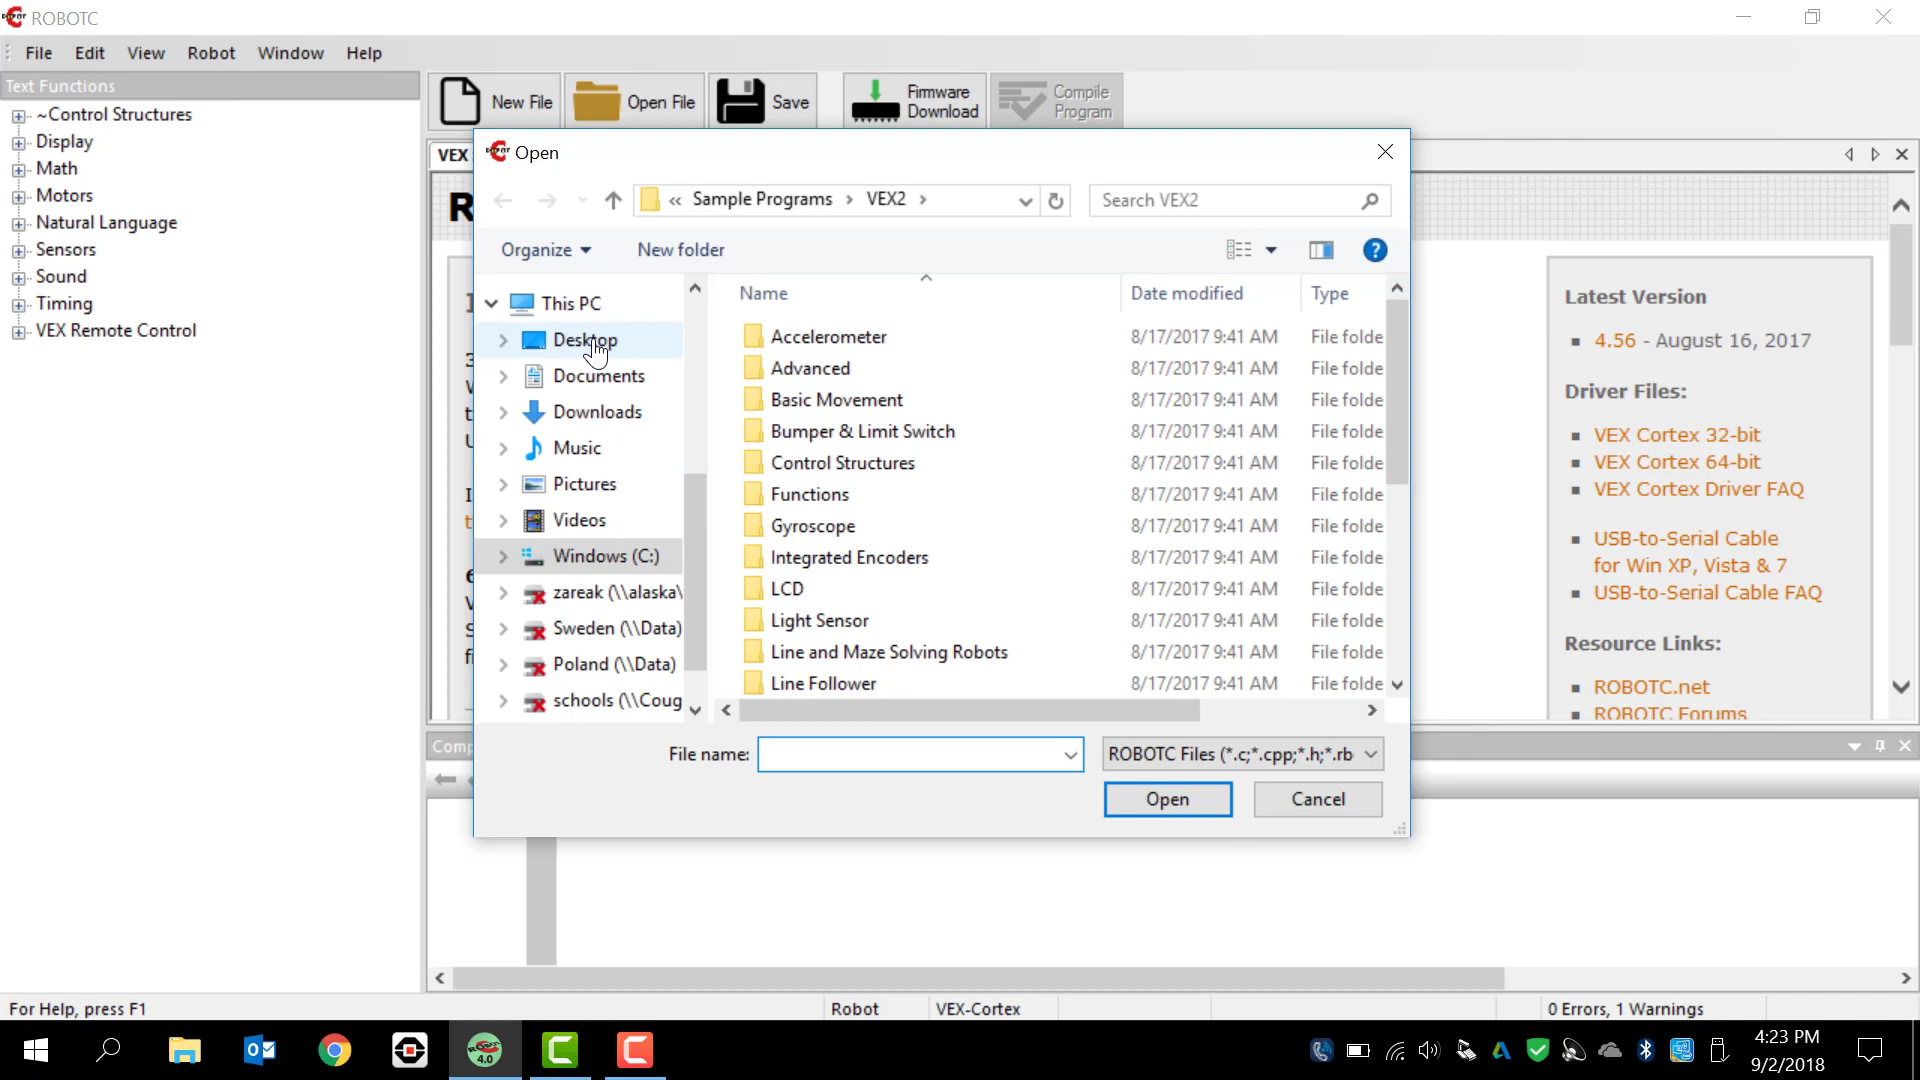 ROBOTC
File Edit View Robot Window Help
Text Functions
~Control Structures
Display
Math
Motors
Natural Language
Sensors
Sound
Timing
VEX Remote Control
New File
Open File
Save
Firmware Download
Compile Program
VEX
R
Open
« Sample Programs > VEX2 >
Search VEX2
Organize
New folder
?
This PC
Desktop
Documents
Downloads
Music
Pictures
Videos
Windows (C:)
zareak (\\alaska\
Sweden (\\Data)
Poland (\\Data)
schools (\\Coug
Name Date modified Type
Accelerometer 8/17/2017 9:41 AM File folde
Advanced 8/17/2017 9:41 AM File folde
Basic Movement 8/17/2017 9:41 AM File folde
Bumper & Limit Switch 8/17/2017 9:41 AM File folde
Control Structures 8/17/2017 9:41 AM File folde
Functions 8/17/2017 9:41 AM File folde
Gyroscope 8/17/2017 9:41 AM File folde
Integrated Encoders 8/17/2017 9:41 AM File folde
LCD 8/17/2017 9:41 AM File folde
Light Sensor 8/17/2017 9:41 AM File folde
Line and Maze Solving Robots 8/17/2017 9:41 AM File folde
Line Follower 8/17/2017 9:41 AM File folde
File name:
ROBOTC Files (*.c;*.cpp;*.h;*.rb
Open
Cancel
Latest Version
4.56 - August 16, 2017
Driver Files:
VEX Cortex 32-bit
VEX Cortex 64-bit
VEX Cortex Driver FAQ
USB-to-Serial Cable
for Win XP, Vista & 7
USB-to-Serial Cable FAQ
Resource Links:
ROBOTC.net
ROBOTC Forums
Comp
For Help, press F1
Robot
VEX-Cortex
0 Errors, 1 Warnings
4.0
4:23 PM
9/2/2018